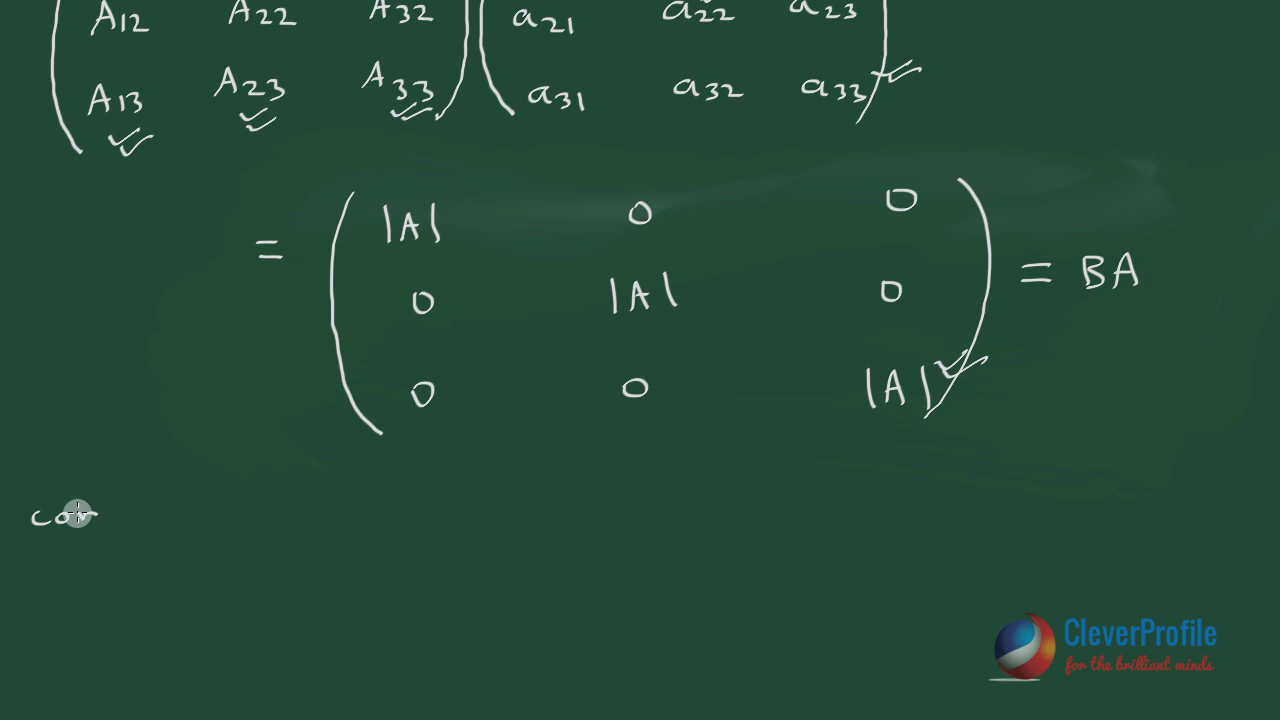 A12 A22 A32 a21 a22 a23
A13 A23 A33 a31 a32 a33
|A| 0 0
= 0 |A| 0 = BA
0 0 |A|
cor
CleverProfile
for the brilliant minds